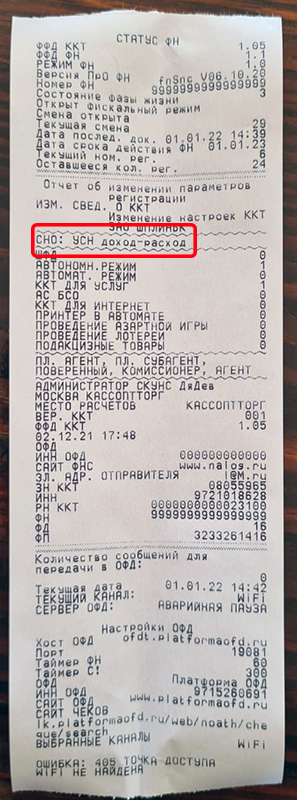 СТАТУС ФН
ФФД ККТ 1.05
ФФД ФН 1.1
РЕЖИМ ФН 1.0
Версия ПрО ФН fnSnc V06.10.20
Номер ФН 9999999999999999
Состояние фазы жизни 3
Открыт фискальный режим
Смена открыта
Текущая смена 29
Дата послед. док. 01.01.22 14:39
Дата срока действия ФН 01.01.23
Текущий ном. рег. 6
Оставшееся кол. рег. 24
Отчет об изменении параметров
регистрации
ИЗМ. СВЕД. О ККТ
Изменение настроек ККТ
ЗАО ШПЛИНЬК
СНО: УСН доход-расход
ШФД 0
АВТОНОМН.РЕЖИМ 0
АВТОМАТ. РЕЖИМ 0
ККТ ДЛЯ УСЛУГ 1
АС БСО 0
ККТ ДЛЯ ИНТЕРНЕТ 0
ПРИНТЕР В АВТОМАТЕ 0
ПРОВЕДЕНИЕ АЗАРТНОЙ ИГРЫ 0
ПРОВЕДЕНИЕ ЛОТЕРЕИ 0
ПОДАКЦИЗНЫЕ ТОВАРЫ 0
ПЛ. АГЕНТ, ПЛ. СУБАГЕНТ,
ПОВЕРЕННЫЙ, КОМИССИОНЕР, АГЕНТ
АДМИНИСТРАТОР СКУНС ДяДев
МОСКВА КАССОПТТОРГ
МЕСТО РАСЧЕТОВ КАССОПТТОРГ
ВЕР. ККТ 001
ФФД ККТ 1.05
02.12.21 17:48
ОФД
ИНН ОФД 000000000000
САЙТ ФНС www.nalog.ru
ЭЛ. АДР. ОТПРАВИТЕЛЯ 1@M.ru
ЗН ККТ 08055965
ИНН 9721018628
РН ККТ 0000000000023100
ФН 9999999999999999
ФД 16
ФП 3233261416
Количество сообщений для
передачи в ОФД:
0
Текущая дата 01.01.22 14:42
ТЕКУЩИЙ КАНАЛ: WiFi
СЕРВЕР ОФД: АВАРИЙНАЯ ПАУЗА
Настройки ОФД
Хост ОФД ofdt.platformaofd.ru
Порт 19081
Таймер ФН 60
Таймер С! 300
ОФД Платформа ОФД
ИНН ОФД 9715260691
САЙТ ОФД www.platformaofd.ru
САЙТ ЧЕКОВ
lk.platformaofd.ru/web/noath/che
que/search
ВЫБРАННЫЕ КАНАЛЫ WiFi
ОШИБКА: 405 ТОЧКА ДОСТУПА
WIFI НЕ НАЙДЕНА